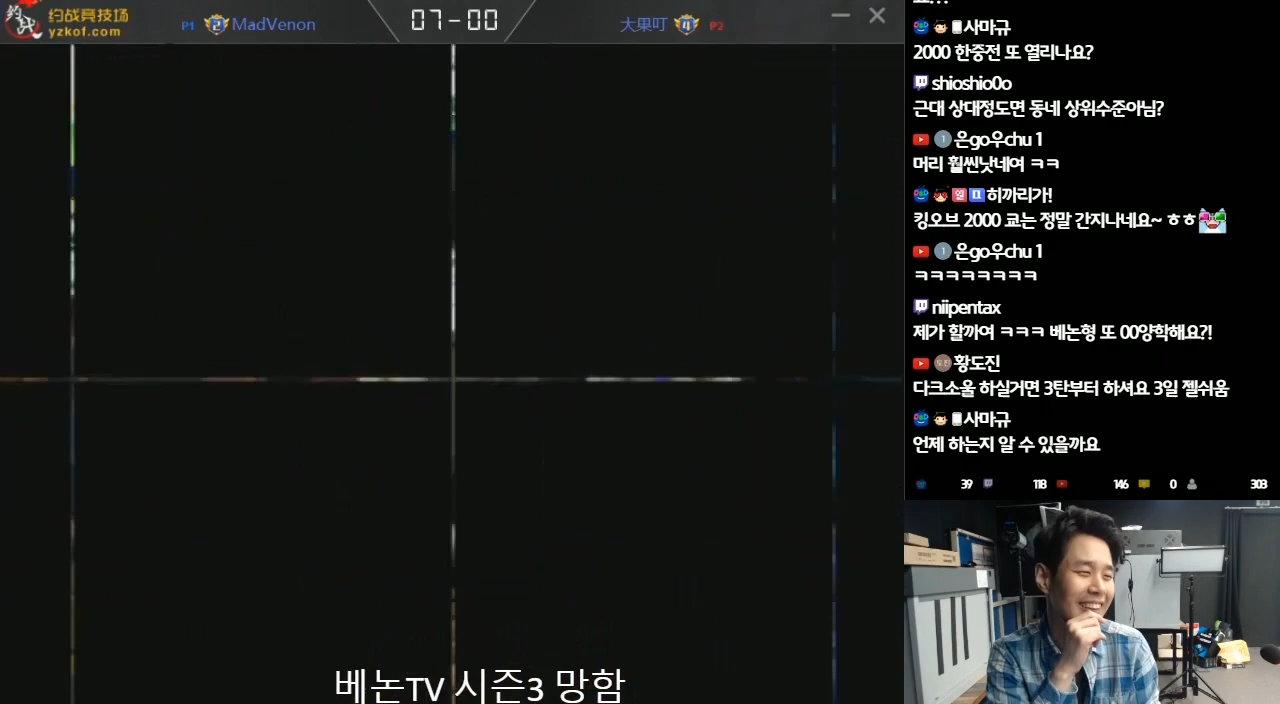 约战竞技场
yzkof.com
P1 2 MadVenon
07-00
大果叮 4 P2
사마규
2000 한중전 또 열리나요?
shioshio0o
근대 상대정도면 동네 상위수준아님?
1 은go우chu 1
머리 훨씬낫네여 ㅋㅋ
열 대 히까리가!
킹오브 2000 쿄는 정말 간지나네요~ ㅎㅎ
1 은go우chu 1
ㅋㅋㅋㅋㅋㅋㅋㅋ
niipentax
제가 할까여 ㅋㅋㅋ 베논형 또 00양학해요?!
도진 황도진
다크소울 하실거면 3탄부터 하셔요 3일 젤쉬움
사마규
언제 하는지 알 수 있을까요
39 118 146 0 303
베논TV 시즌3 망함